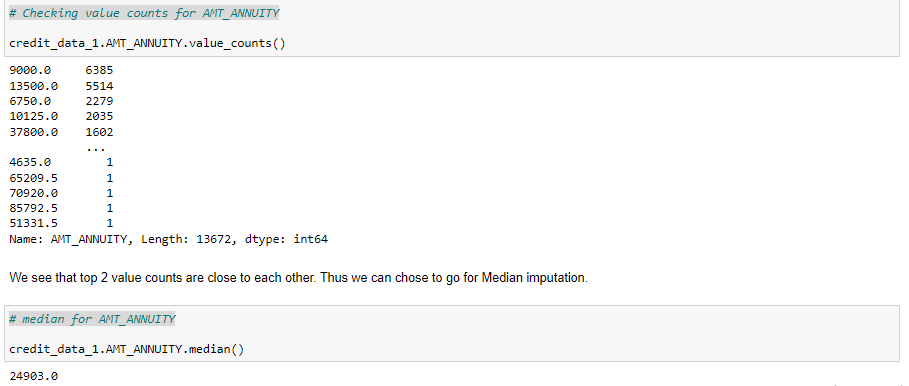 # Checking value counts for AMT_ANNUITY
credit_data_1.AMT_ANNUITY.value_counts()
9000.0     6385
13500.0    5514
6750.0     2279
10125.0    2035
37800.0    1602
           ...
4635.0        1
65209.5       1
70920.0       1
85792.5       1
51331.5       1
Name: AMT_ANNUITY, Length: 13672, dtype: int64
We see that top 2 value counts are close to each other. Thus we can chose to go for Median imputation.
# median for AMT_ANNUITY
credit_data_1.AMT_ANNUITY.median()
24903.0